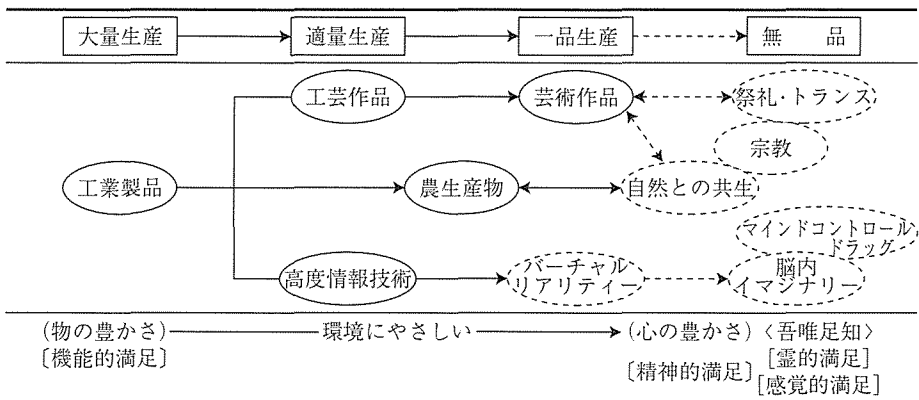 大量生産 適量生産 一品生産 無品
工芸作品 芸術作品 祭礼・トランス
宗教
工業製品 農生産物 自然との共生
マインドコントロール
ドラッグ
高度情報技術 バーチャル
リアリティー 脳内
イマジナリー
(物の豊かさ) 環境にやさしい (心の豊かさ) 〈吾唯足知〉
〔機能的満足〕 〔精神的満足〕 [霊的満足]
[感覚的満足]